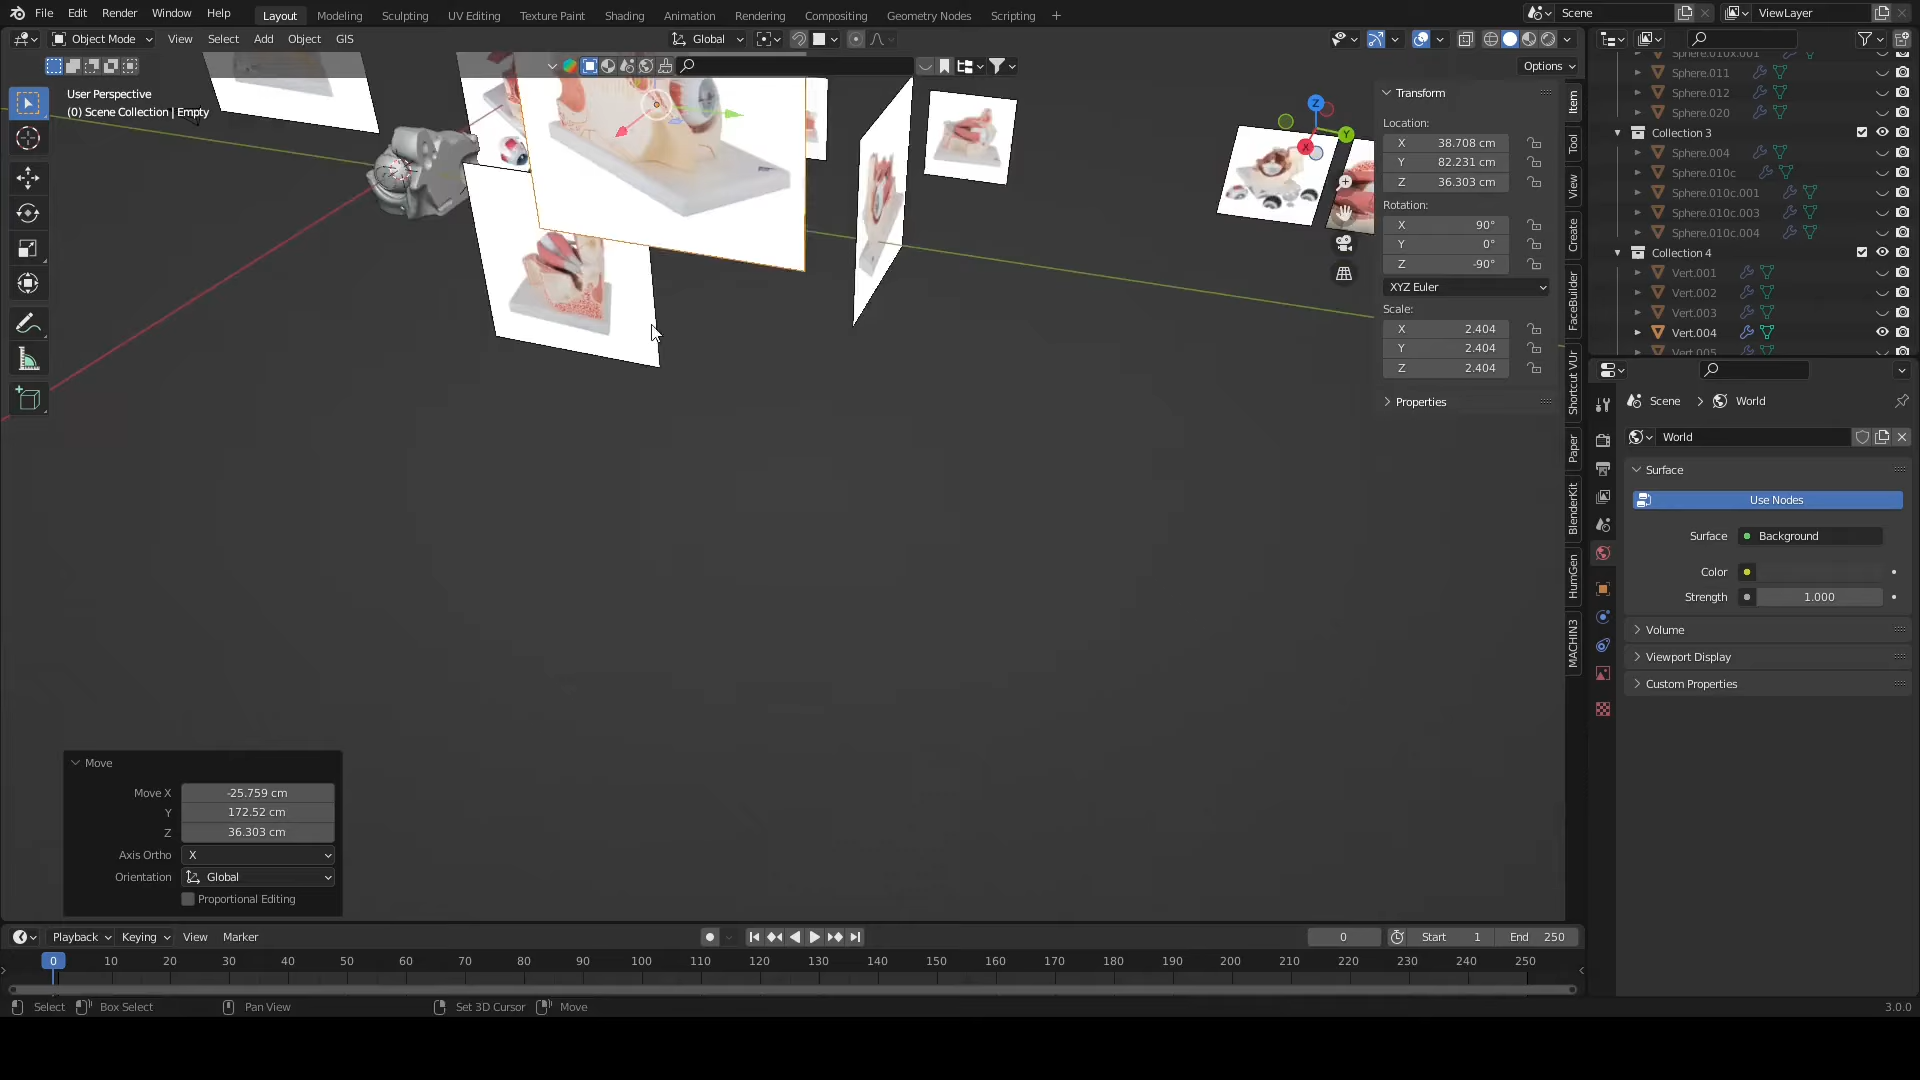 File Edit Render Window Help Layout Modeling Sculpting UV Editing Texture Paint Shading Animation Rendering Compositing Geometry Nodes Scripting + Scene ViewLayer
Object Mode View Select Add Object GIS Global
Options
User Perspective
(0) Scene Collection | Empty
Z
Y
X
Transform
Location:
X 38.708 cm
Y 82.231 cm
Z 36.303 cm
Rotation:
X 90°
Y 0°
Z -90°
XYZ Euler
Scale:
X 2.404
Y 2.404
Z 2.404
Properties
Item
Tool
View
Create
FaceBuilder
Shortcut VUr
Paper
BlenderKit
HumGen
MACHIN3
Sphere.010x.001
Sphere.011
Sphere.012
Sphere.020
Collection 3
Sphere.004
Sphere.010c
Sphere.010c.001
Sphere.010c.003
Sphere.010c.004
Collection 4
Vert.001
Vert.002
Vert.003
Vert.004
Vert.005
Scene > World
World
Surface
Use Nodes
Surface Background
Color
Strength 1.000
Volume
Viewport Display
Custom Properties
Move
Move X -25.759 cm
Y 172.52 cm
Z 36.303 cm
Axis Ortho X
Orientation Global
Proportional Editing
Playback Keying View Marker 0 Start 1 End 250
0 10 20 30 40 50 60 70 80 90 100 110 120 130 140 150 160 170 180 190 200 210 220 230 240 250
Select Box Select Pan View Set 3D Cursor Move 3.0.0